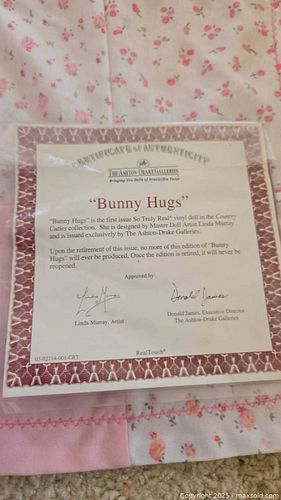 CERTIFICATE of AUTHENTICITY
THE ASHTON-DRAKE GALLERIES
Bringing You Dolls of Irresistible Value
“Bunny Hugs”
“Bunny Hugs” is the first issue So Truly Real® vinyl doll in the Country
Cuties collection. She is designed by Master Doll Artist Linda Murray
and is issued exclusively by The Ashton-Drake Galleries.
Upon the retirement of this issue, no more of this edition of “Bunny
Hugs” will ever be produced. Once the edition is retired, it will never be
reopened.
Approved by:
Donald James
Linda Murray, Artist
Donald James, Executive Director
The Ashton-Drake Galleries
RealTouch®
03-02114-001-CRT
Copyright 2025 - maxsold.com